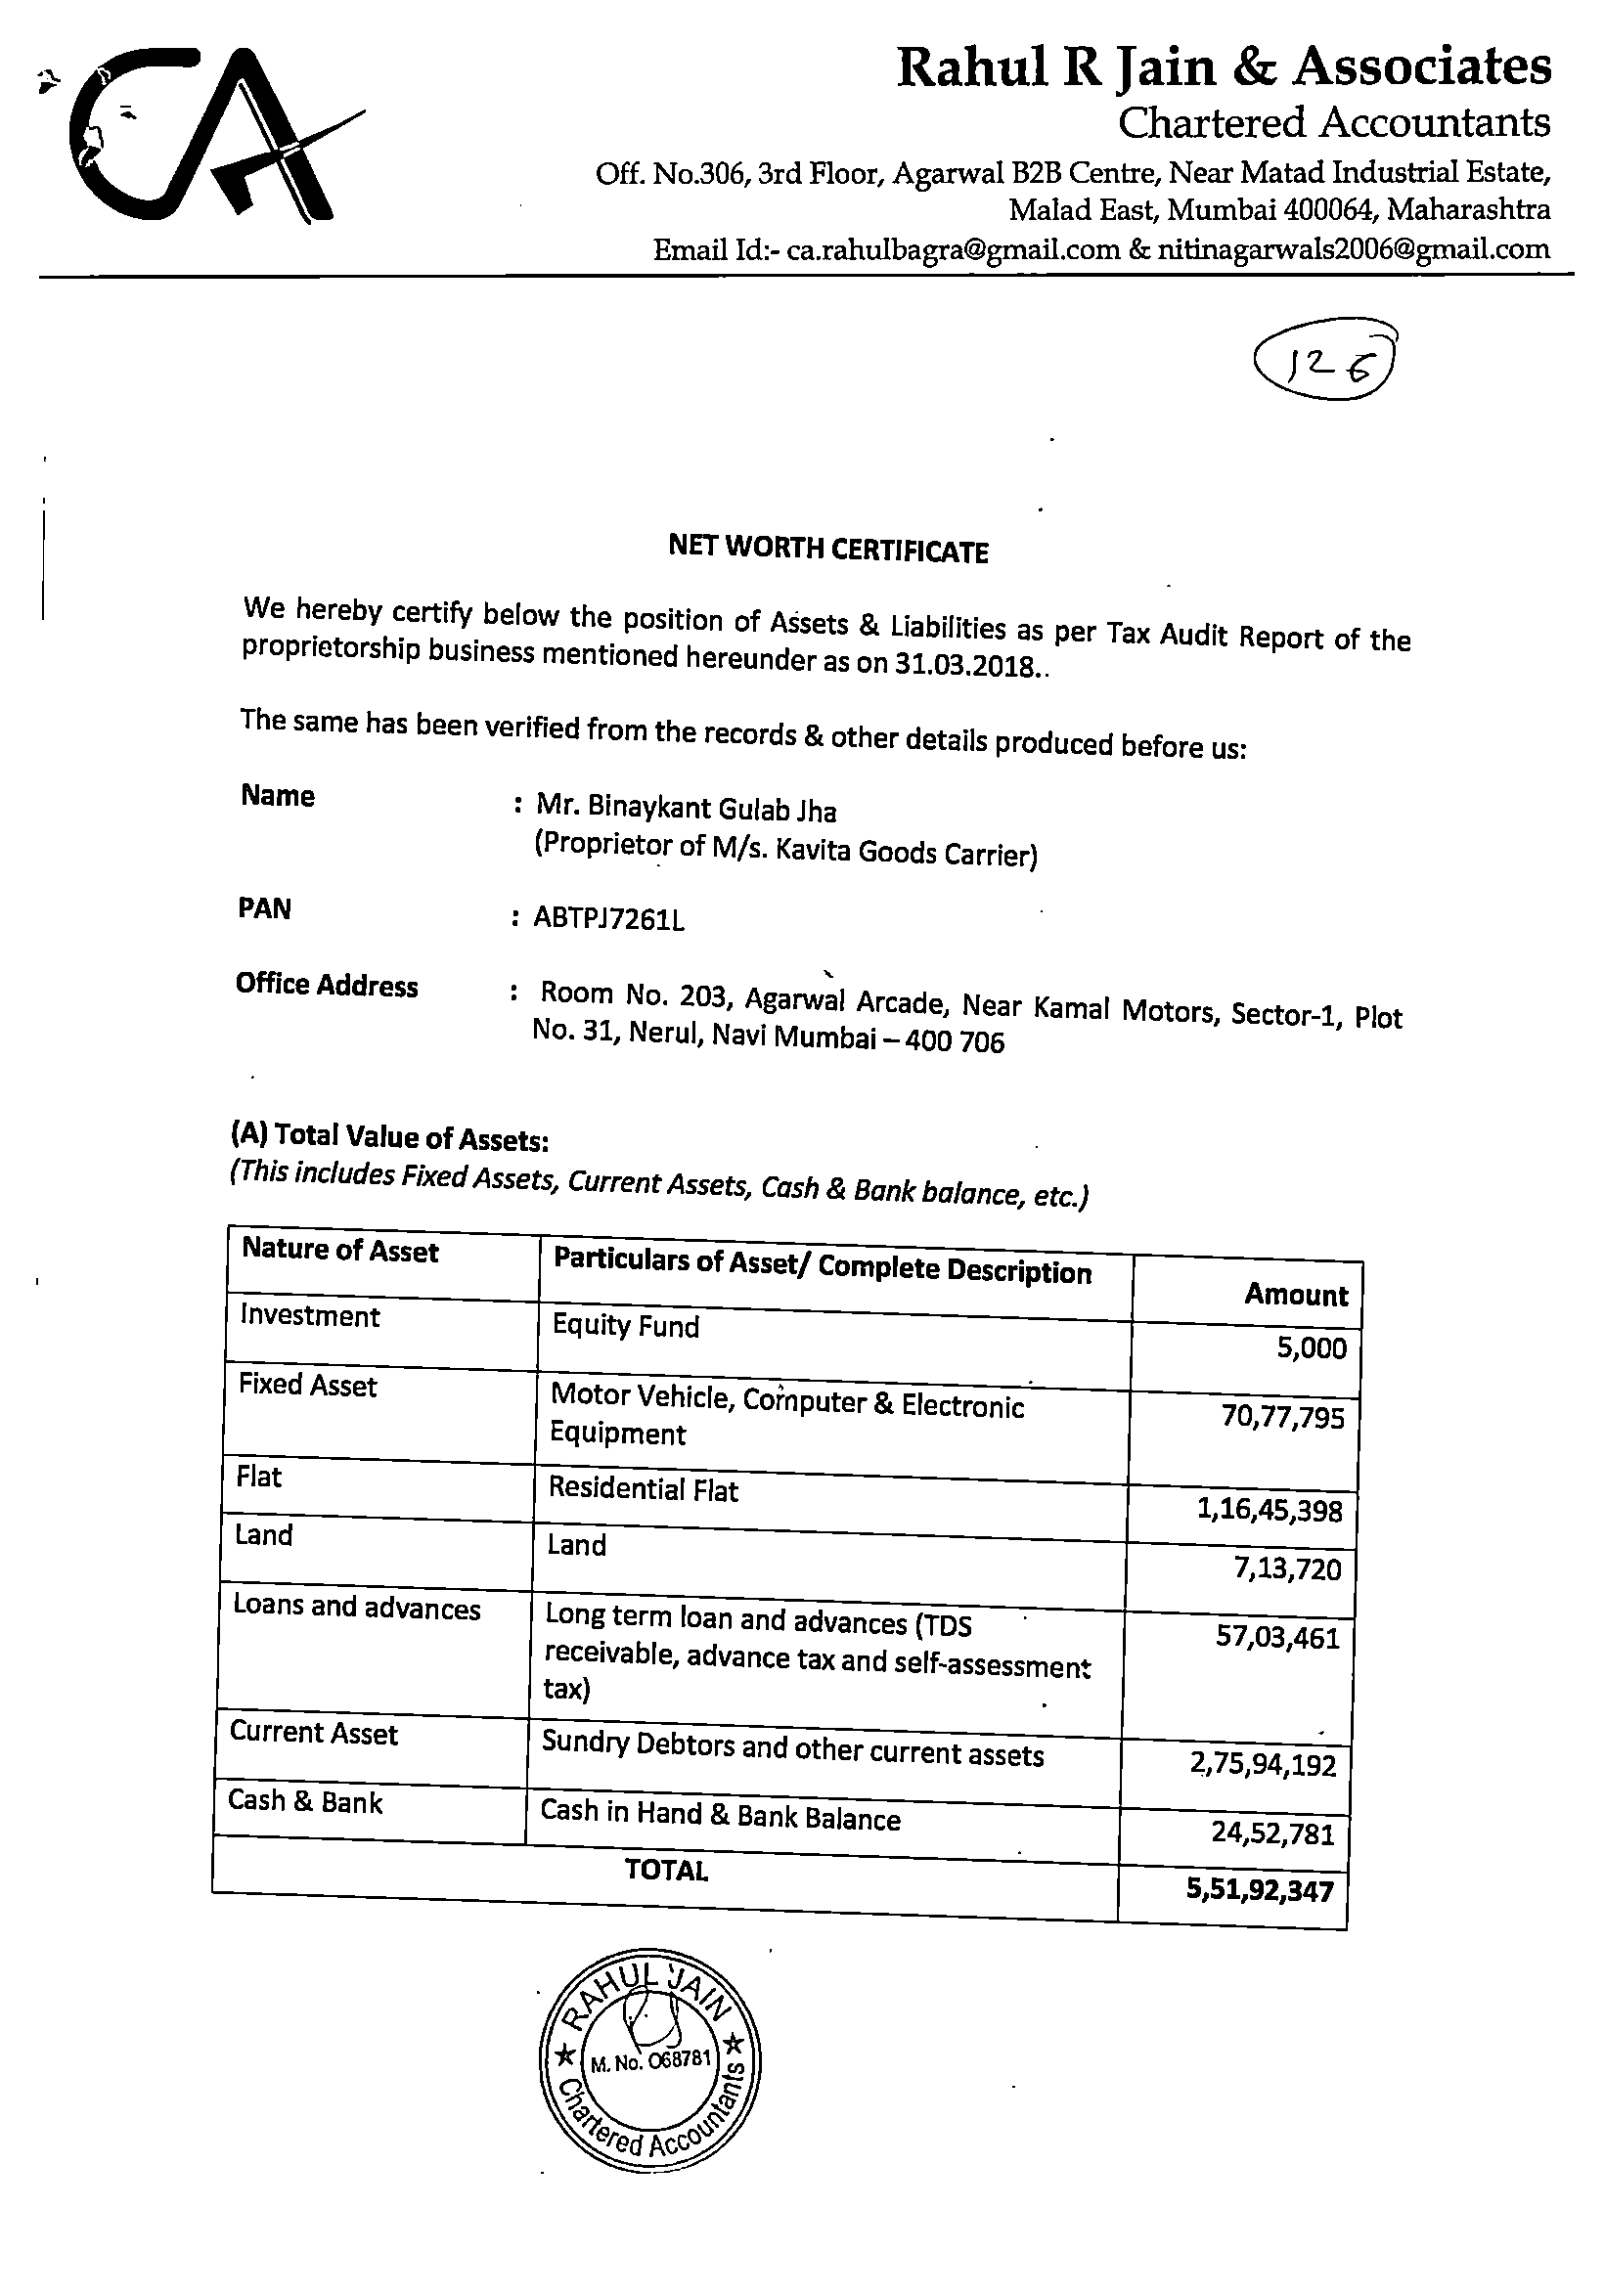 CA
Rahul R Jain & Associates
Chartered Accountants
Off. No.306, 3rd Floor, Agarwal B2B Centre, Near Matad Industrial Estate,
Malad East, Mumbai 400064, Maharashtra
Email Id:- ca.rahulbagra@gmail.com & nitinagarwals2006@gmail.com
126
NET WORTH CERTIFICATE
We hereby certify below the position of Assets & Liabilities as per Tax Audit Report of the
proprietorship business mentioned hereunder as on 31.03.2018..
The same has been verified from the records & other details produced before us:
Name : Mr. Binaykant Gulab Jha
(Proprietor of M/s. Kavita Goods Carrier)
PAN : ABTPJ7261L
Office Address : Room No. 203, Agarwal Arcade, Near Kamal Motors, Sector-1, Plot
No. 31, Nerul, Navi Mumbai – 400 706
(A) Total Value of Assets:
(This includes Fixed Assets, Current Assets, Cash & Bank balance, etc.)
Nature of Asset Particulars of Asset/ Complete Description Amount
Investment Equity Fund 5,000
Fixed Asset Motor Vehicle, Computer & Electronic 70,77,795
Equipment
Flat Residential Flat 1,16,45,398
Land Land 7,13,720
Loans and advances Long term loan and advances (TDS 57,03,461
receivable, advance tax and self-assessment
tax)
Current Asset Sundry Debtors and other current assets 2,75,94,192
Cash & Bank Cash in Hand & Bank Balance 24,52,781
TOTAL 5,51,92,347
RAHUL JAIN
M. No. 068781
Chartered Accountants